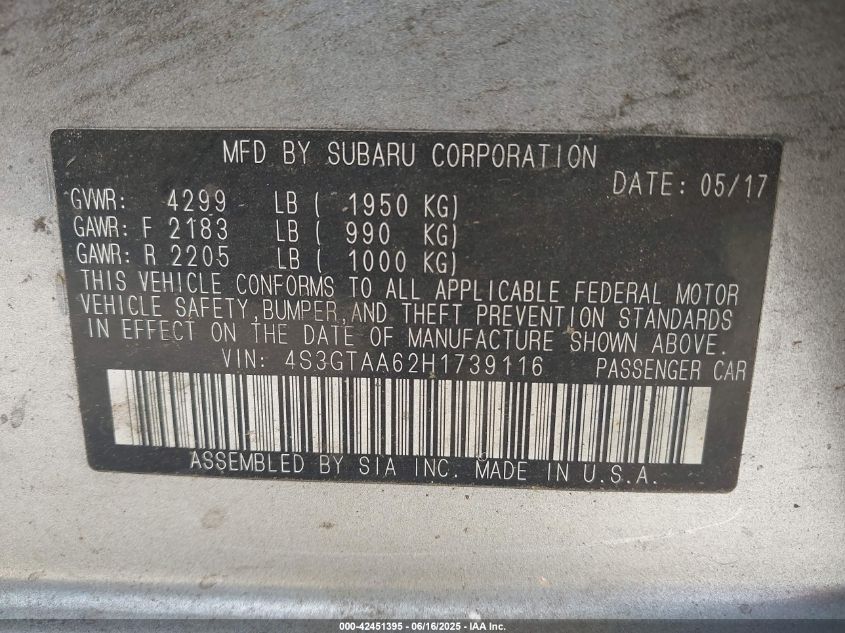 MFD BY SUBARU CORPORATION
DATE: 05/17
GVWR: 4299 LB ( 1950 KG)
GAWR: F 2183 LB ( 990 KG)
GAWR: R 2205 LB ( 1000 KG)
THIS VEHICLE CONFORMS TO ALL APPLICABLE FEDERAL MOTOR
VEHICLE SAFETY,BUMPER,AND THEFT PREVENTION STANDARDS
IN EFFECT ON THE DATE OF MANUFACTURE SHOWN ABOVE.
VIN: 4S3GTAA62H1739116 PASSENGER CAR
ASSEMBLED BY SIA INC. MADE IN U.S.A.
000-42451395 - 06/16/2025 - IAA Inc.